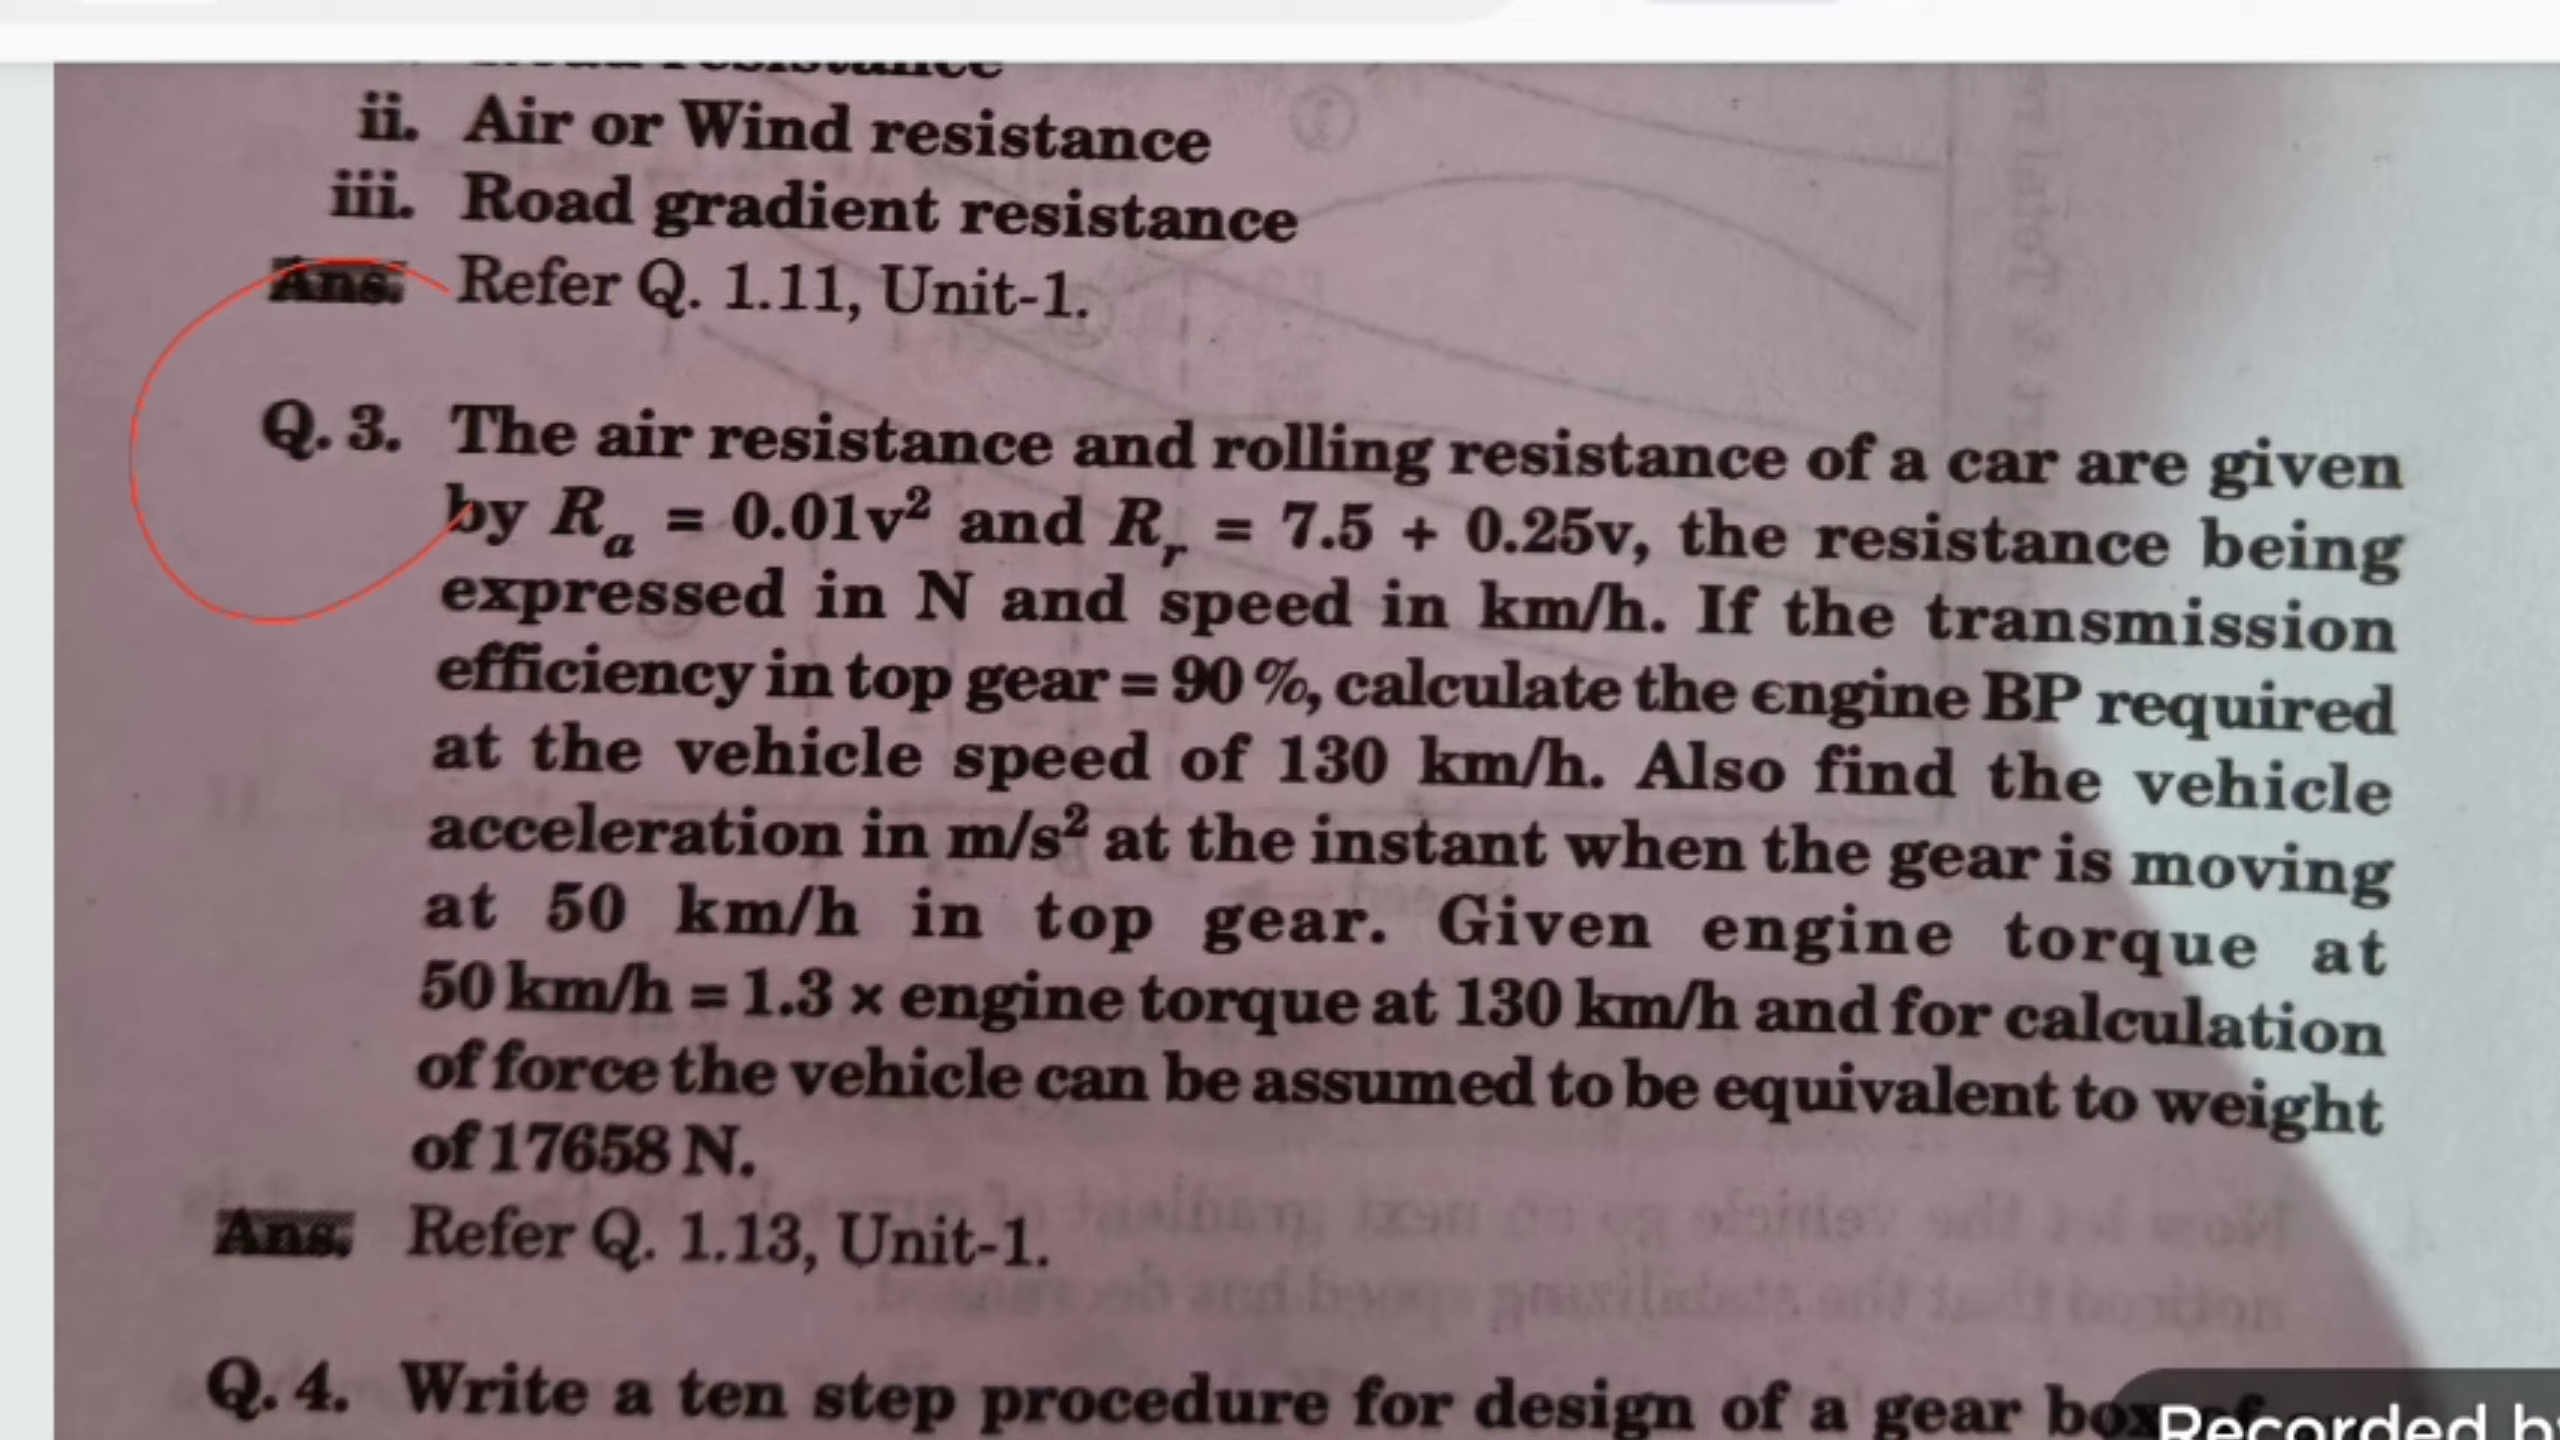 Road resistance
ii. Air or Wind resistance
iii. Road gradient resistance
Ans. Refer Q. 1.11, Unit-1.
Q. 3. The air resistance and rolling resistance of a car are given
by Rₐ = 0.01v² and Rᵣ = 7.5 + 0.25v, the resistance being
expressed in N and speed in km/h. If the transmission
efficiency in top gear = 90 %, calculate the engine BP required
at the vehicle speed of 130 km/h. Also find the vehicle
acceleration in m/s² at the instant when the gear is moving
at 50 km/h in top gear. Given engine torque at
50 km/h = 1.3 × engine torque at 130 km/h and for calculation
of force the vehicle can be assumed to be equivalent to weight
of 17658 N.
Ans. Refer Q. 1.13, Unit-1.
Q. 4. Write a ten step procedure for design of a gear box of
Recorded